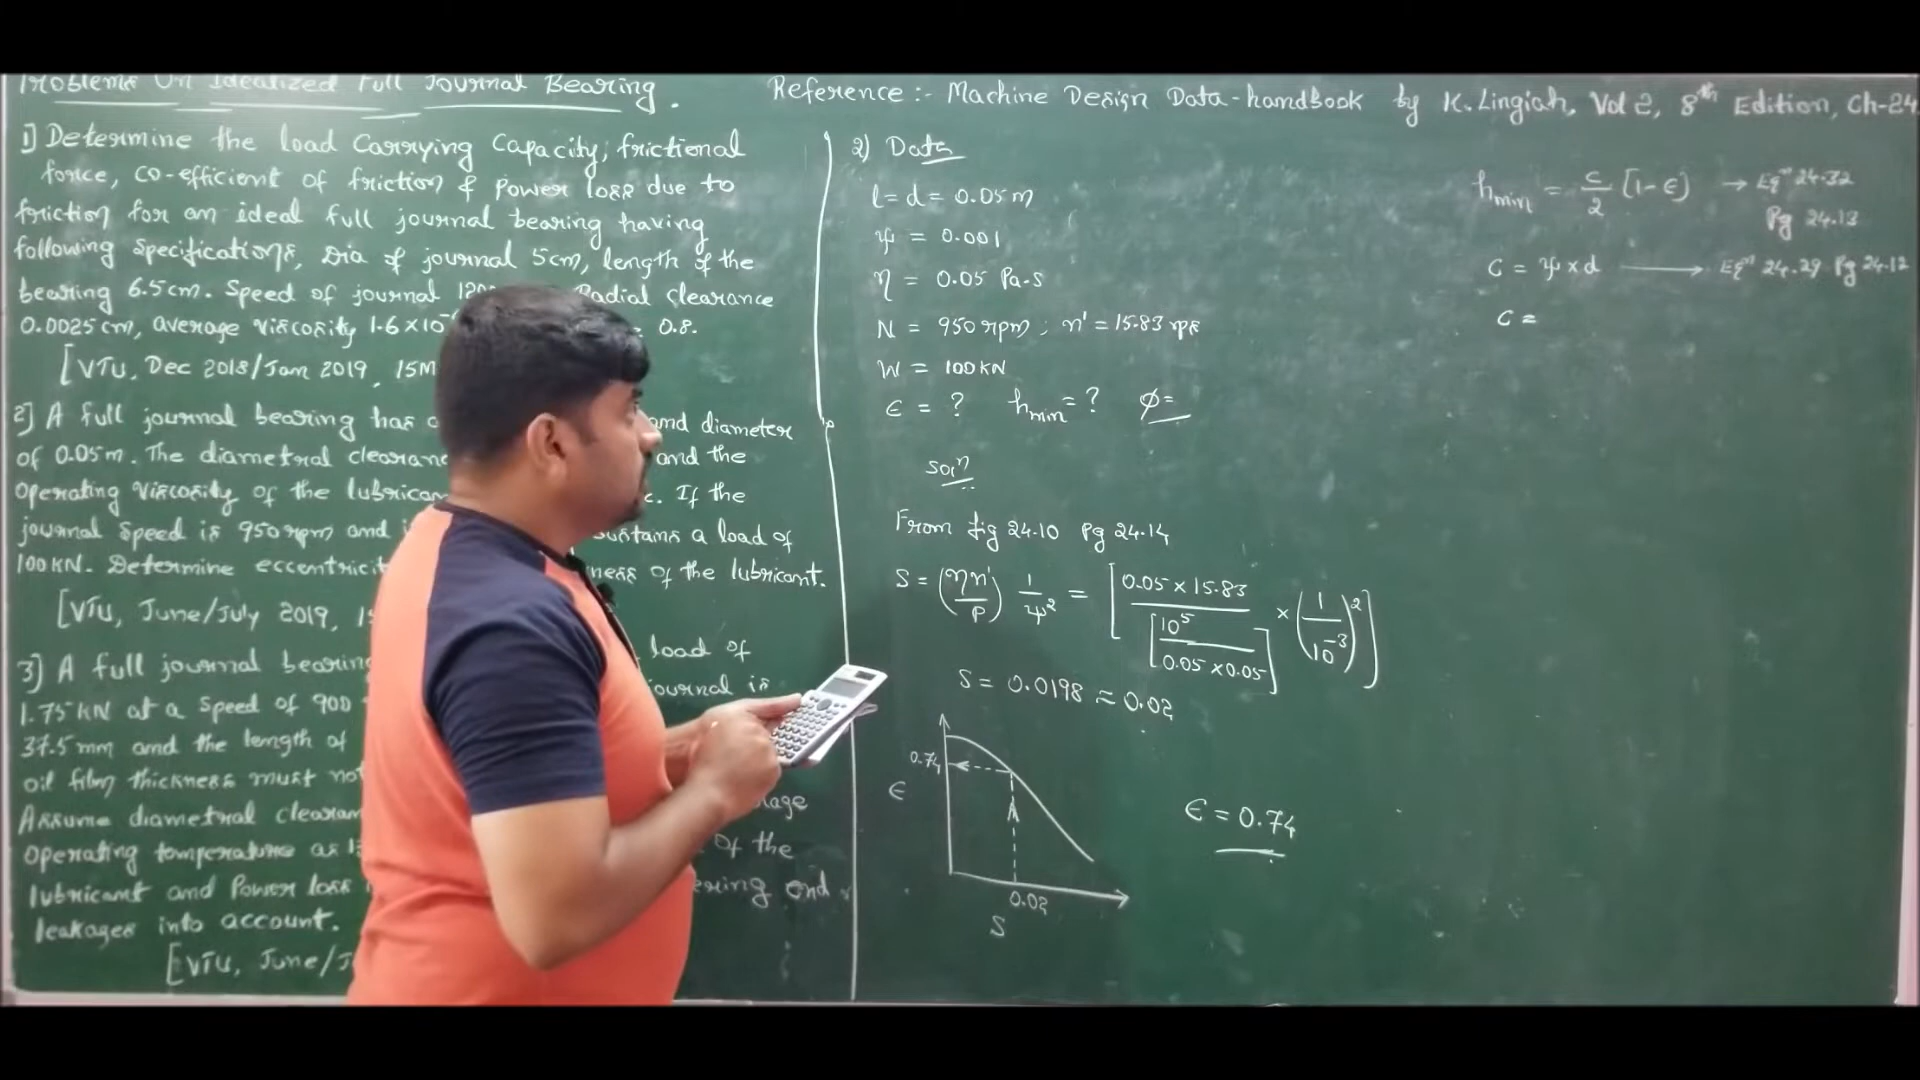 Problems On Idealized Full Journal Bearing.
Reference:- Machine Design Data-handbook by K. Lingiah, Vol 2, 8th Edition, Ch-24
1) Determine the load Carrying Capacity, frictional
force, co-efficient of friction & power loss due to
friction for an ideal full journal bearing having
following specifications, Dia of journal 5cm, length of the
bearing 6.5cm. Speed of journal 120 Radial clearance
0.0025 cm, average viscosity 1.6×10 0.8.
[VTU, Dec 2018/Jan 2019, 15M
2] A full journal bearing has and diameter
of 0.05m. The diametral clearanc and the
Operating viscosity of the lubrican c. If the
journal speed is 950 rpm and sustans a load of
100 KN. Determine eccentricit ness of the lubricant.
[VTU, June/July 2019,
3] A full journal bearing load of
1.75 kN at a speed of 900 journal is
37.5 mm and the length of
oil film thickness must not
Assume diametral clearan
Operating temperature as of the
lubricant and Power loss ering and
leakages into account.
[VTU, June/J
2) Data
l = d = 0.05 m
ψ = 0.001
η = 0.05 Pa-s
N = 950 rpm ; n' = 15.83 rps
W = 100 KN
ϵ = ? hmin = ? φ =
Solⁿ
From fig 24.10 Pg 24.14
S = (ηn'/P) 1/ψ² = [0.05 × 15.83 / [10⁵ / 0.05 × 0.05] × (1/10⁻³)²]
S = 0.0198 ≈ 0.02
0.74
ϵ
0.02
S
ϵ = 0.74
hmin = c/2 [1-ϵ] → Eqⁿ 24.32
Pg 24.13
C = ψ × d → Eqⁿ 24.29 Pg 24.12
C =